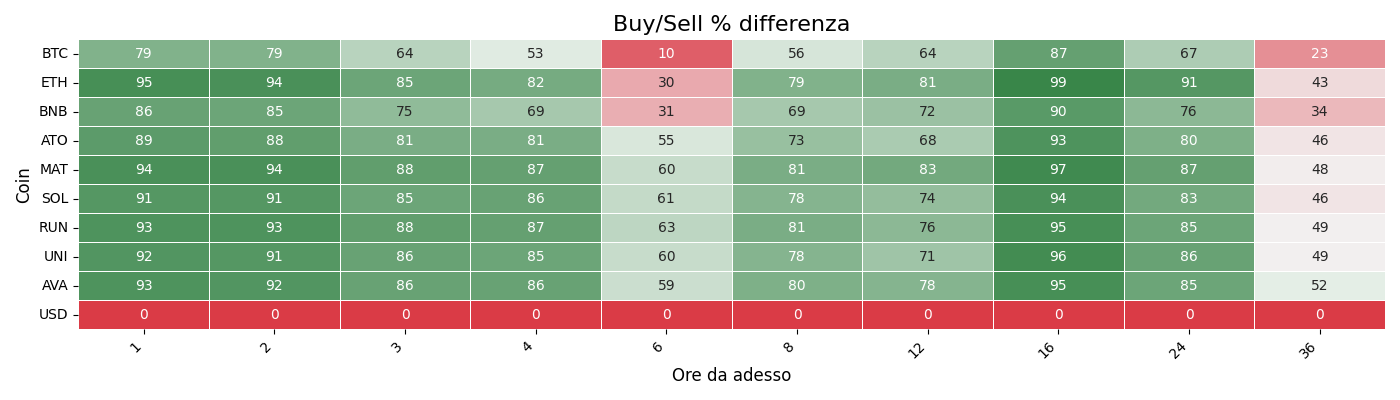 Buy/Sell % differenza
Coin
BTC 79 79 64 53 10 56 64 87 67 23
ETH 95 94 85 82 30 79 81 99 91 43
BNB 86 85 75 69 31 69 72 90 76 34
ATO 89 88 81 81 55 73 68 93 80 46
MAT 94 94 88 87 60 81 83 97 87 48
SOL 91 91 85 86 61 78 74 94 83 46
RUN 93 93 88 87 63 81 76 95 85 49
UNI 92 91 86 85 60 78 71 96 86 49
AVA 93 92 86 86 59 80 78 95 85 52
USD 0 0 0 0 0 0 0 0 0 0
1 2 3 4 6 8 12 16 24 36
Ore da adesso